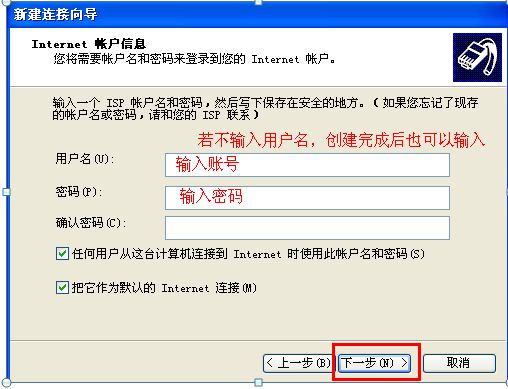 新建连接向导
Internet 帐户信息
您将需要帐户名和密码来登录到您的 Internet 帐户。
输入一个 ISP 帐户名和密码,然后写下保存在安全的地方。(如果您忘记了现存
的帐户名或密码,请和您的 ISP 联系)
若不输入用户名，创建完成后也可以输入
用户名(U):
输入账号
密码(P):
输入密码
确认密码(C):
任何用户从这台计算机连接到 Internet 时使用此帐户名和密码(S)
把它作为默认的 Internet 连接(M)
< 上一步(B) 下一步(N) > 取消